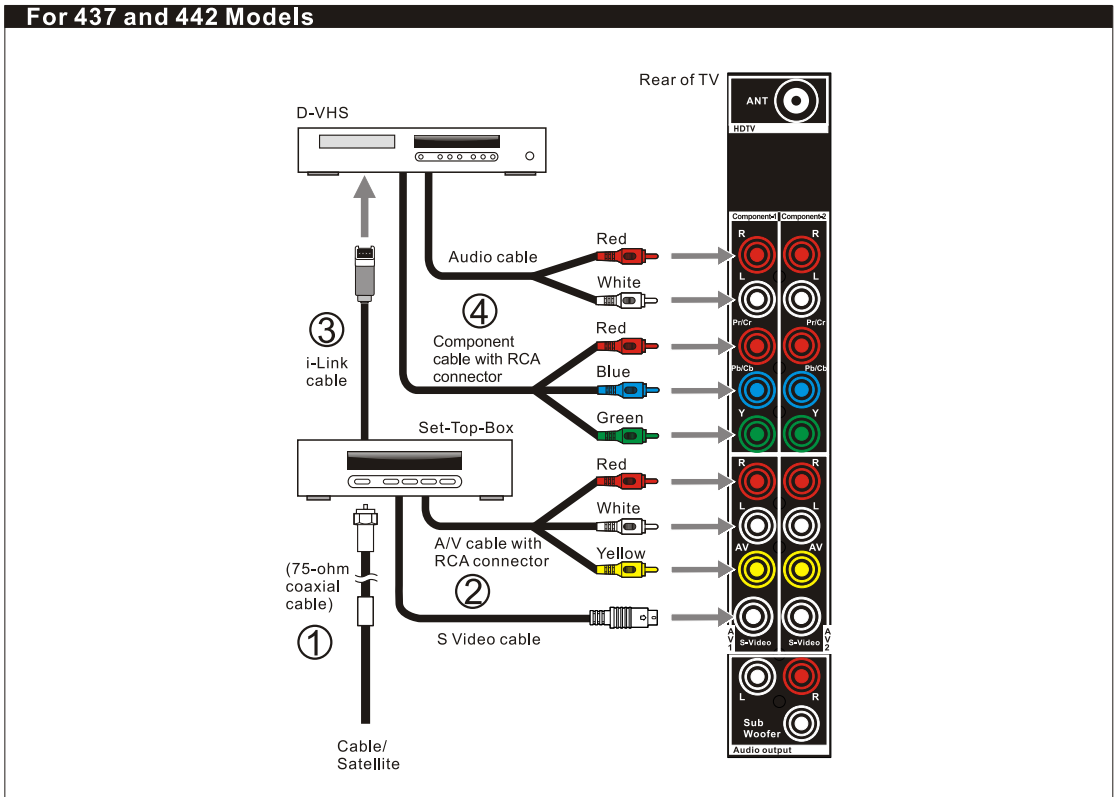 For 437 and 442 Models
Rear of TV
ANT
HDTV
D-VHS
Component-1 Component-2
R R
L L
Pr/Cr Pr/Cr
Pb/Cb Pb/Cb
Y Y
Audio cable
Red
White
④
Component
cable with RCA
connector
Red
Blue
Green
③
i-Link
cable
Set-Top-Box
R R
L L
AV AV
Red
White
Yellow
A/V cable with
RCA connector
②
S Video cable
AV1
S-Video S-Video
AV2
(75-ohm
coaxial
cable)
①
Cable/
Satellite
L R
Sub
Woofer
Audio output